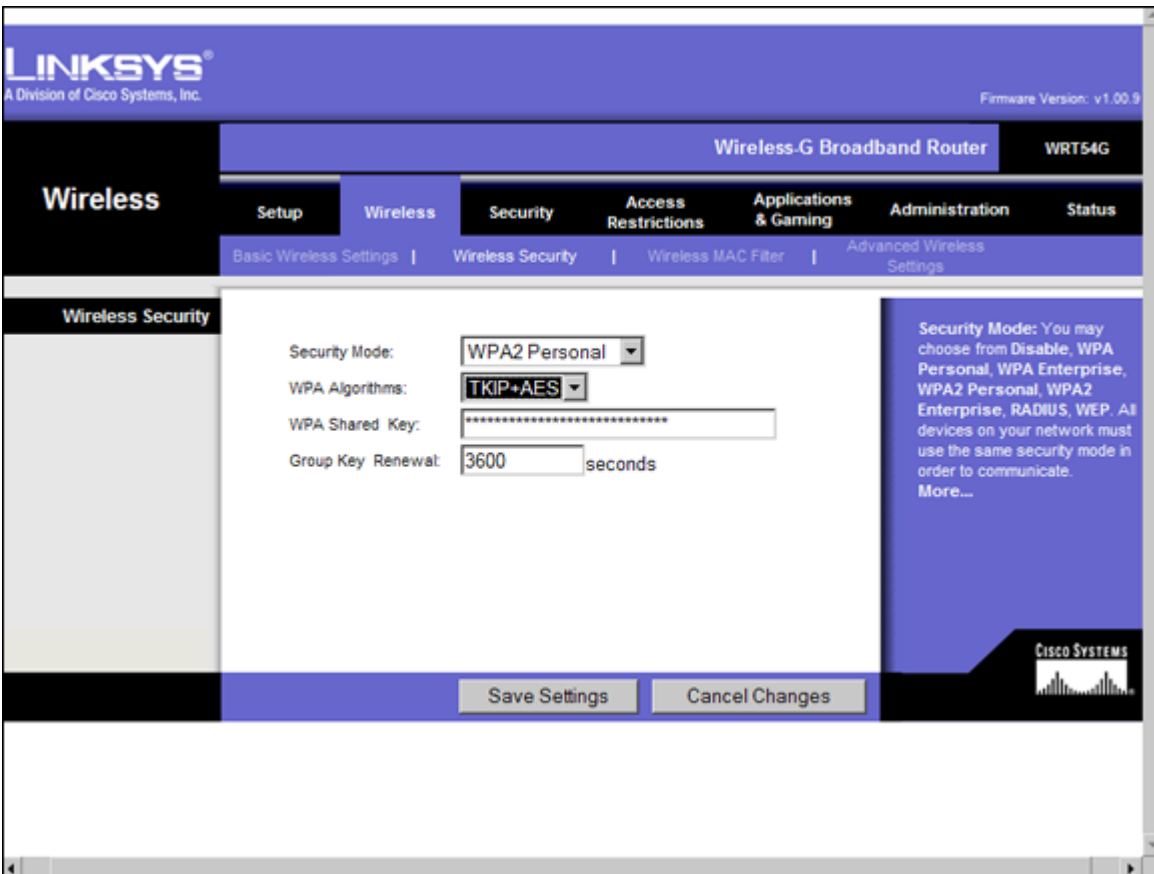 LINKSYS®
A Division of Cisco Systems, Inc.
Firmware Version: v1.00.9
Wireless-G Broadband Router
WRT54G
Wireless
Setup
Wireless
Security
Access
Restrictions
Applications
& Gaming
Administration
Status
Basic Wireless Settings |
Wireless Security |
Wireless MAC Filter |
Advanced Wireless
Settings
Wireless Security
Security Mode: WPA2 Personal
WPA Algorithms: TKIP+AES
WPA Shared Key: ****************************
Group Key Renewal: 3600 seconds
Security Mode: You may
choose from Disable, WPA
Personal, WPA Enterprise,
WPA2 Personal, WPA2
Enterprise, RADIUS, WEP. All
devices on your network must
use the same security mode in
order to communicate.
More...
CISCO SYSTEMS
Save Settings
Cancel Changes